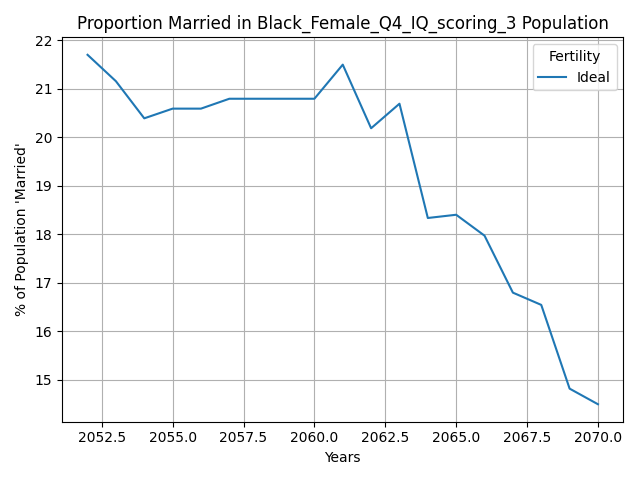 Proportion Married in Black_Female_Q4_IQ_scoring_3 Population
22
21
20
19
18
17
16
15
% of Population 'Married'
Fertility
Ideal
2052.5 2055.0 2057.5 2060.0 2062.5 2065.0 2067.5 2070.0
Years